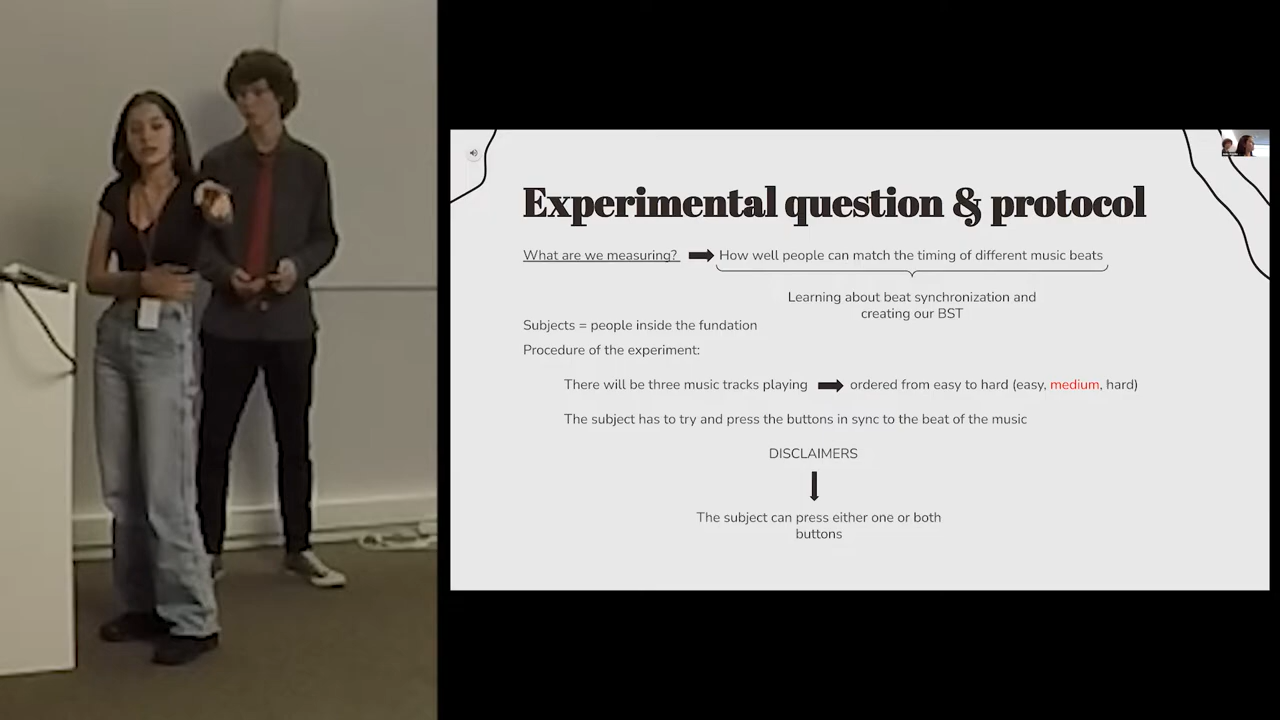 Experimental question & protocol
What are we measuring? How well people can match the timing of different music beats
Learning about beat synchronization and
creating our BST
Subjects = people inside the fundation
Procedure of the experiment:
There will be three music tracks playing ordered from easy to hard (easy, medium, hard)
The subject has to try and press the buttons in sync to the beat of the music
DISCLAIMERS
The subject can press either one or both
buttons